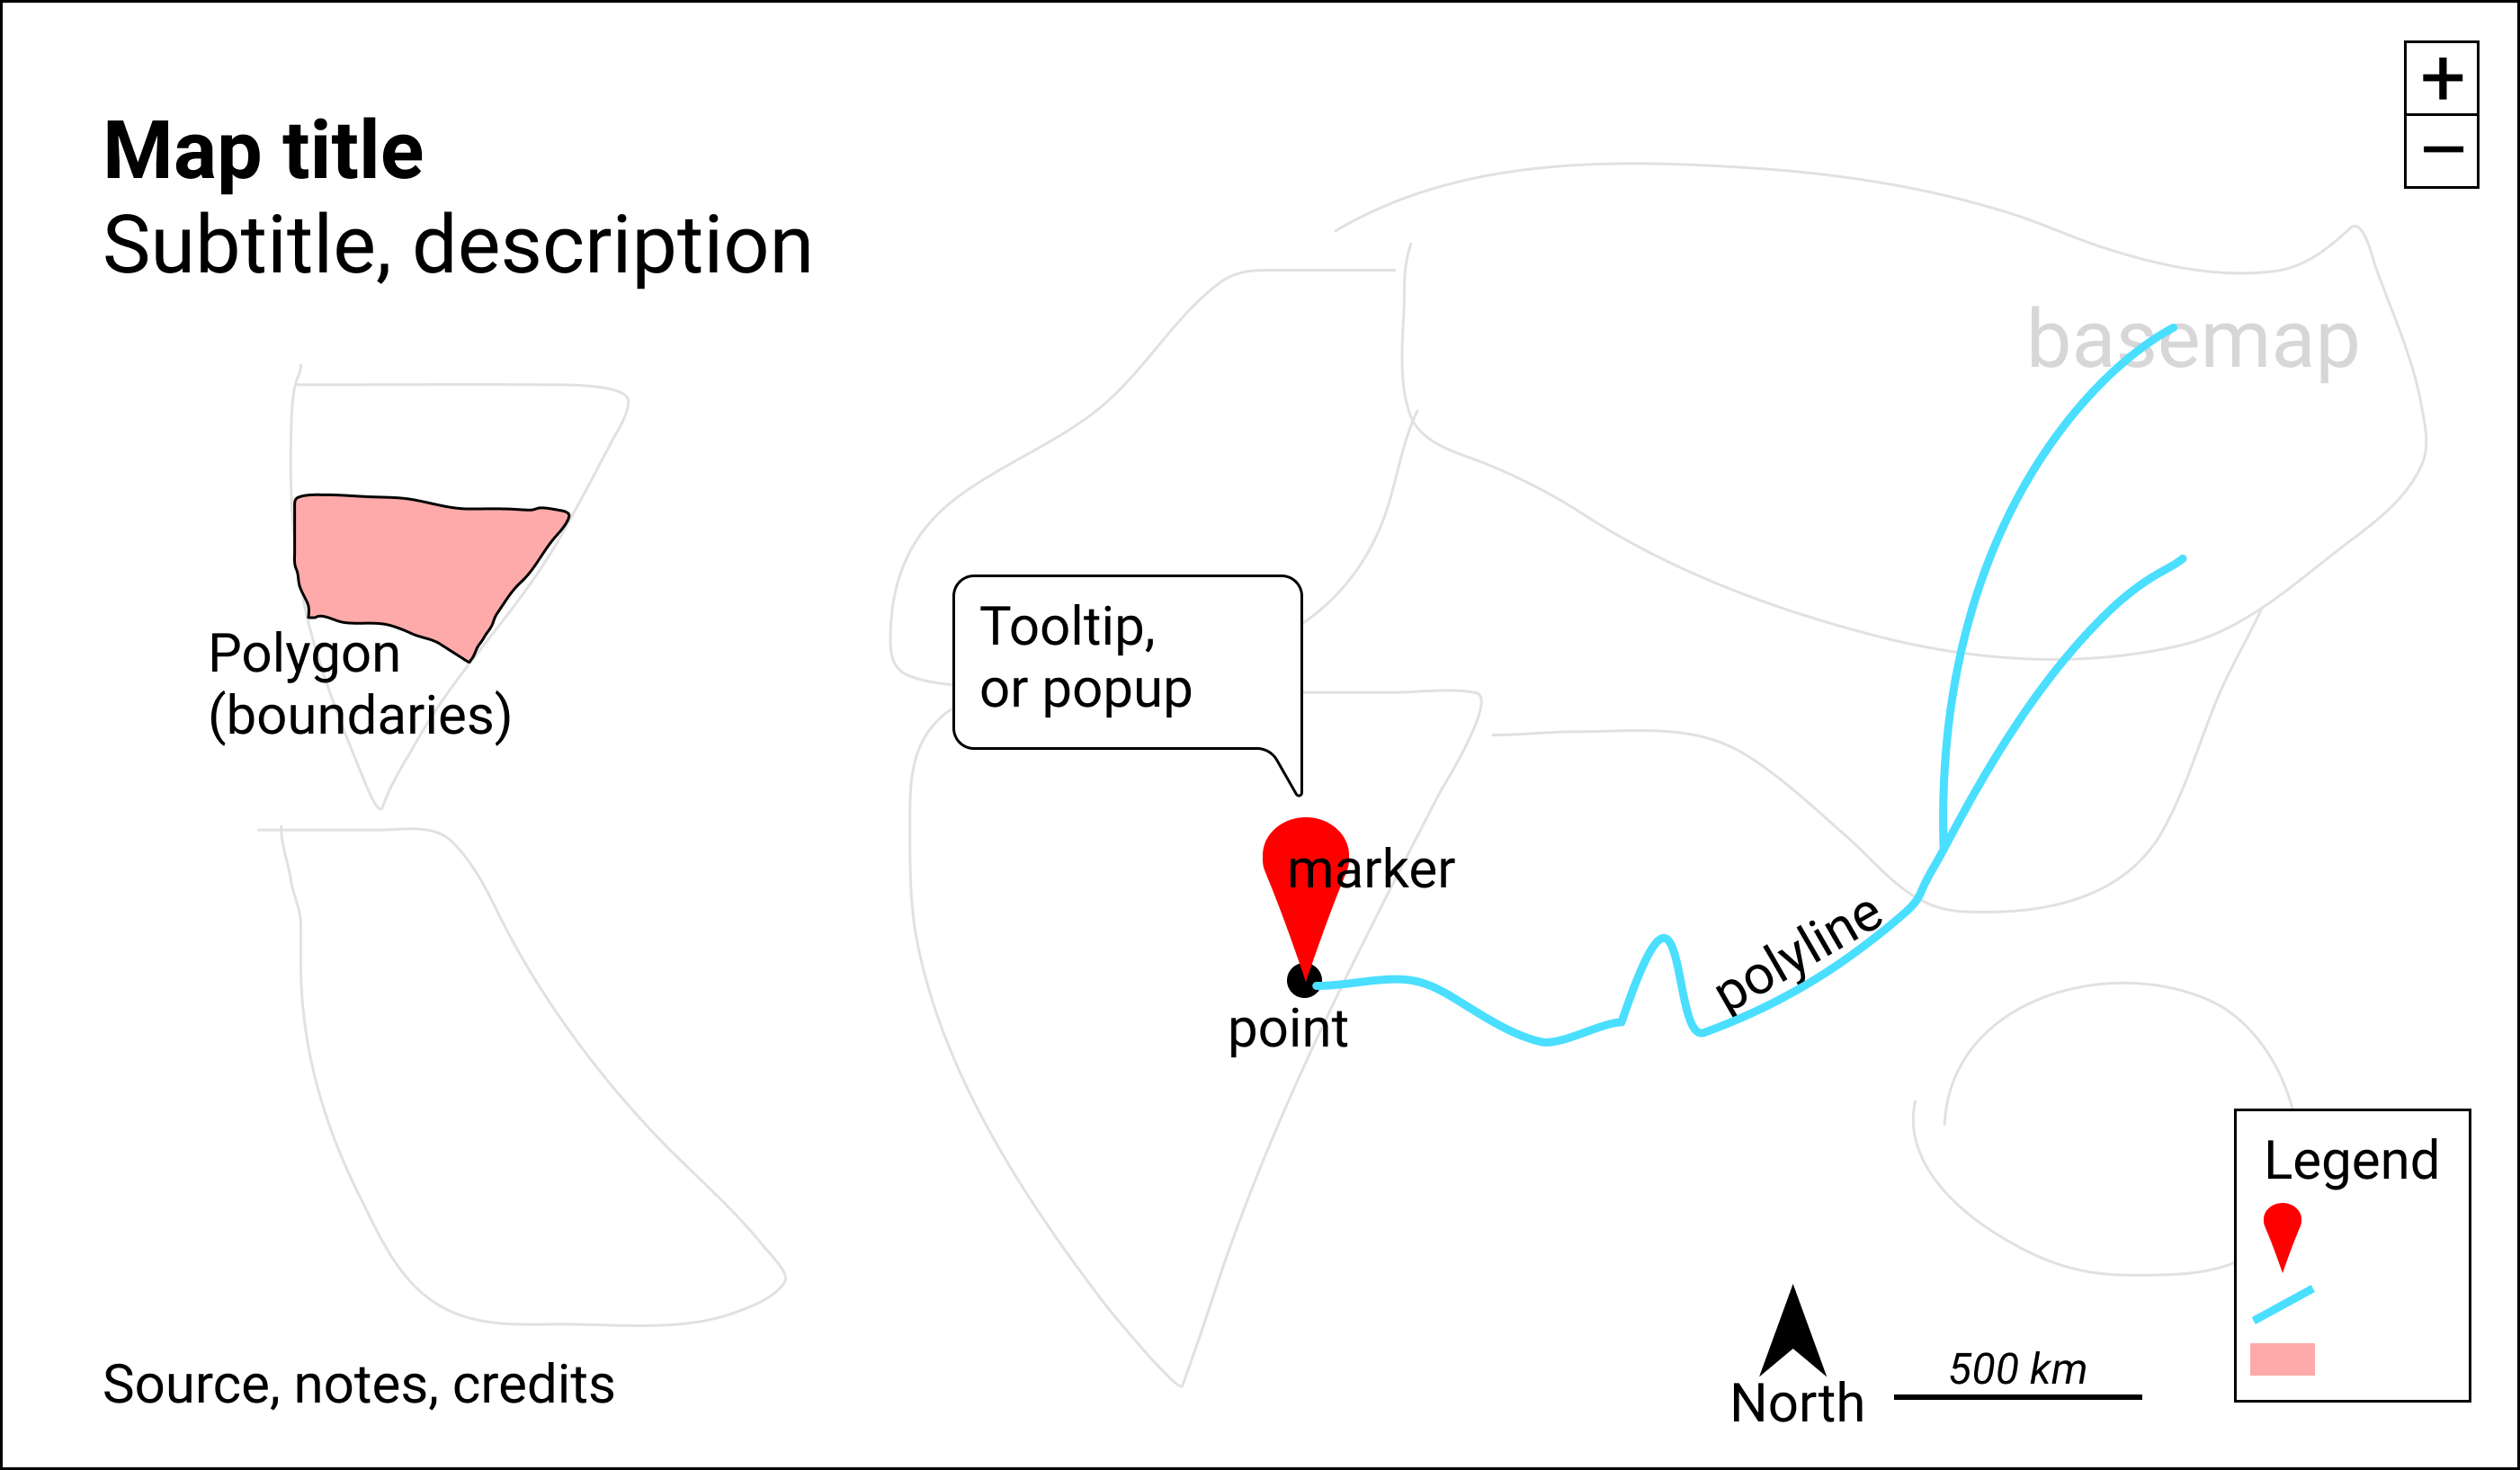 Map title
Subtitle, description
+
−
basemap
Polygon
(boundaries)
Tooltip,
or popup
marker
point
polyline
Legend
North
500 km
Source, notes, credits